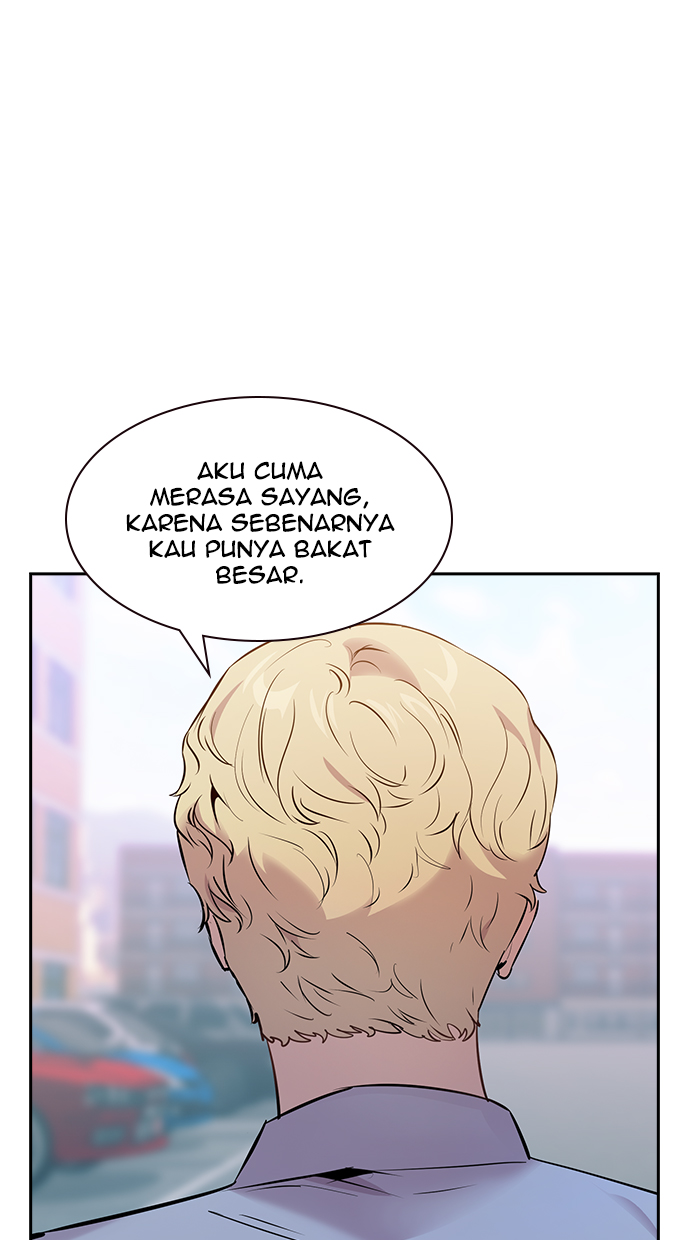 AKU CUMA
MERASA SAYANG,
KARENA SEBENARNYA
KAU PUNYA BAKAT
BESAR.